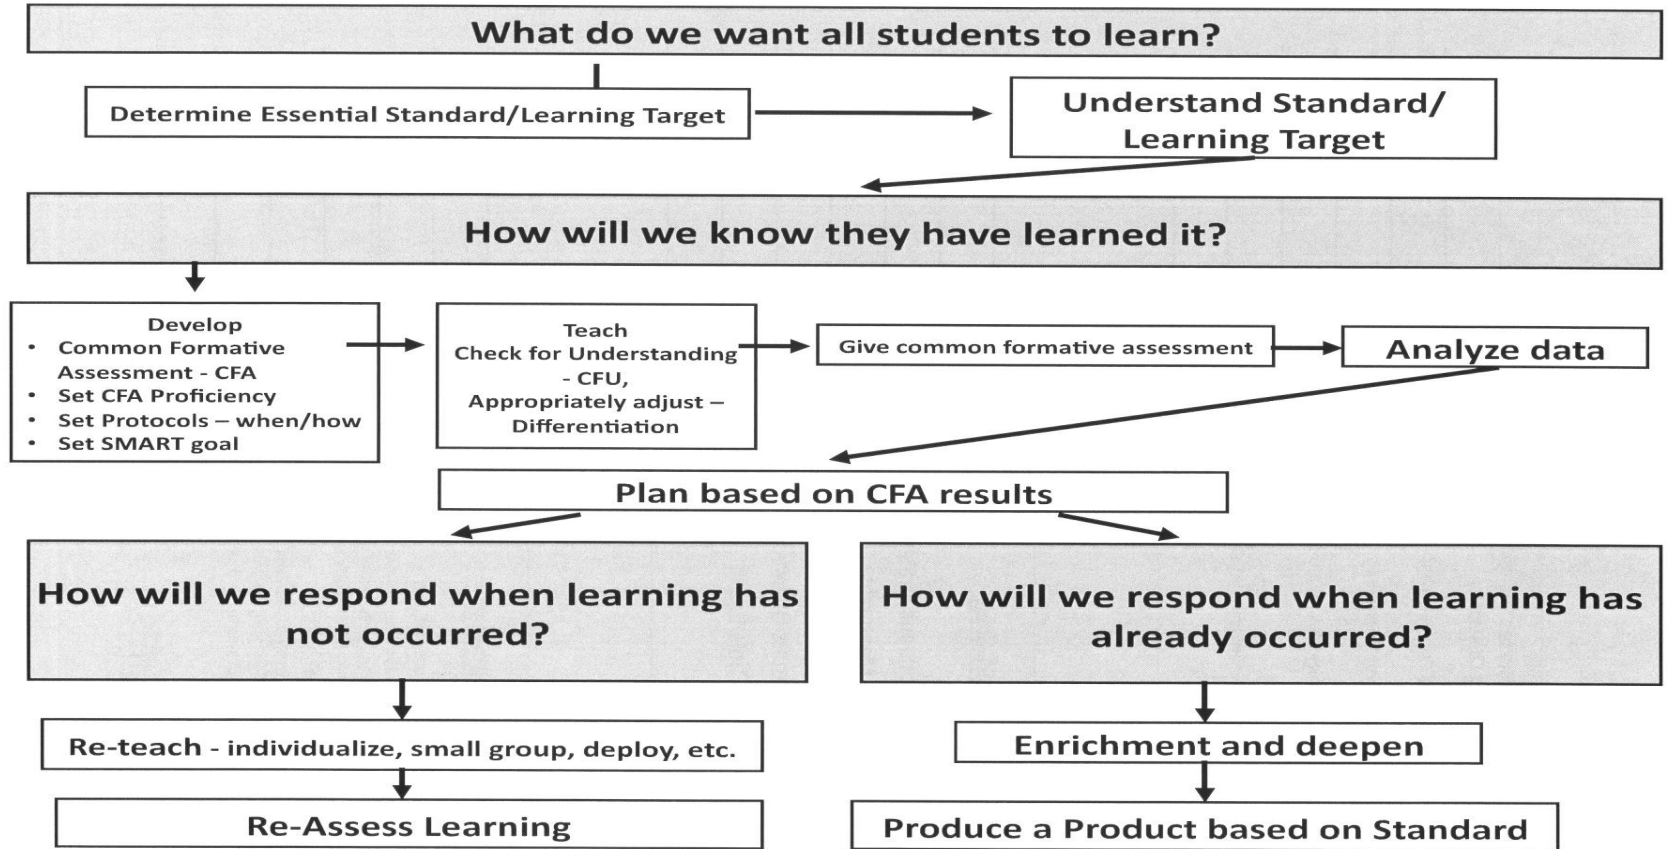 What do we want all students to learn?
Determine Essential Standard/Learning Target
Understand Standard/
Learning Target
How will we know they have learned it?
Develop
• Common Formative
Assessment - CFA
• Set CFA Proficiency
• Set Protocols – when/how
• Set SMART goal
Teach
Check for Understanding
- CFU,
Appropriately adjust –
Differentiation
Give common formative assessment
Analyze data
Plan based on CFA results
How will we respond when learning has
not occurred?
How will we respond when learning has
already occurred?
Re-teach - individualize, small group, deploy, etc.
Enrichment and deepen
Re-Assess Learning
Produce a Product based on Standard